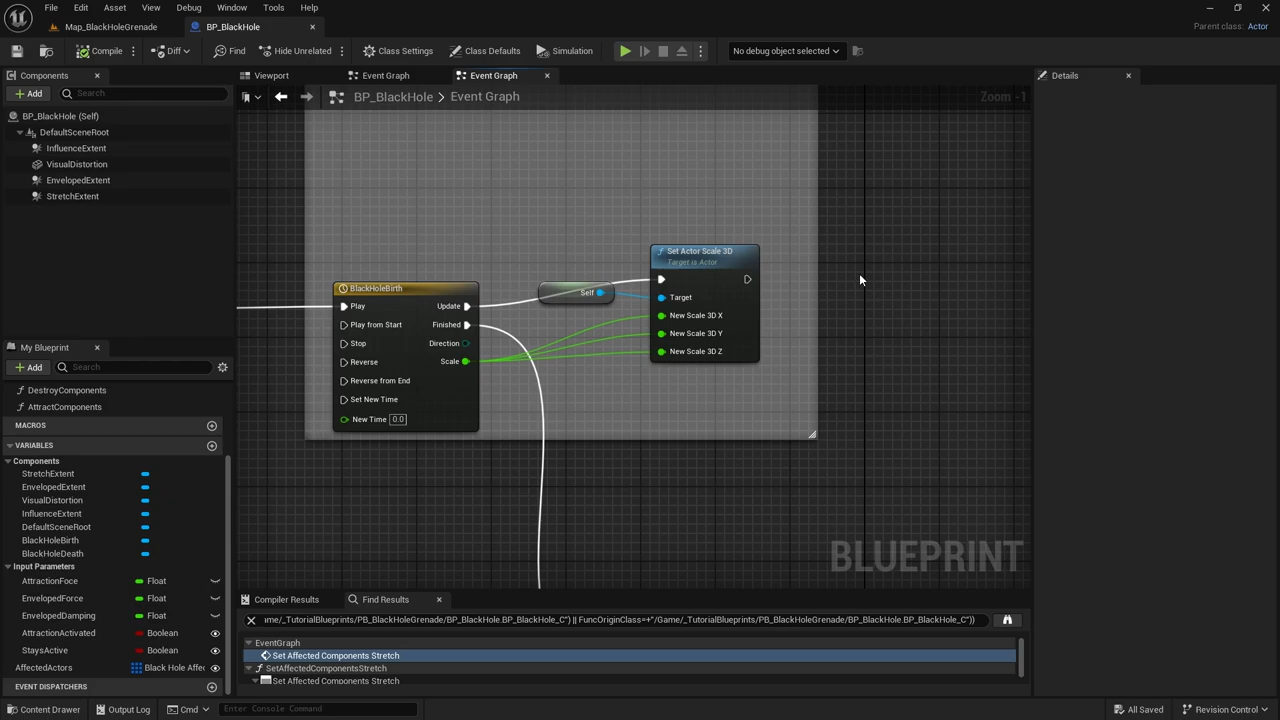 File Edit Asset View Debug Window Tools Help
Map_BlackHoleGrenade
BP_BlackHole
Parent class: Actor
Compile
Diff
Find
Hide Unrelated
Class Settings
Class Defaults
Simulation
No debug object selected
Components
Add
Search
BP_BlackHole (Self)
DefaultSceneRoot
InfluenceExtent
VisualDistortion
EnvelopedExtent
StretchExtent
My Blueprint
Add
Search
DestroyComponents
AttractComponents
MACROS
VARIABLES
Components
StretchExtent
EnvelopedExtent
VisualDistortion
InfluenceExtent
DefaultSceneRoot
BlackHoleBirth
BlackHoleDeath
Input Parameters
AttractionFoce Float
EnvelopedForce Float
EnvelopedDamping Float
AttractionActivated Boolean
StaysActive Boolean
AffectedActors Black Hole Affec
EVENT DISPATCHERS
Viewport
Event Graph
Event Graph
BP_BlackHole > Event Graph
Zoom -1
BlackHoleBirth
Play Update
Play from Start Finished
Stop Direction
Reverse Scale
Reverse from End
Set New Time
New Time 0.0
Self
Set Actor Scale 3D
Target is Actor
Target
New Scale 3D X
New Scale 3D Y
New Scale 3D Z
BLUEPRINT
Details
Compiler Results
Find Results
ıme/_TutorialBlueprints/PB_BlackHoleGrenade/BP_BlackHole.BP_BlackHole_C") || FuncOriginClass=+"/Game/_TutorialBlueprints/PB_BlackHoleGrenade/BP_BlackHole.BP_BlackHole_C"))
EventGraph
Set Affected Components Stretch
SetAffectedComponentsStretch
Set Affected Components Stretch
Content Drawer
Output Log
Cmd
Enter Console Command
All Saved
Revision Control